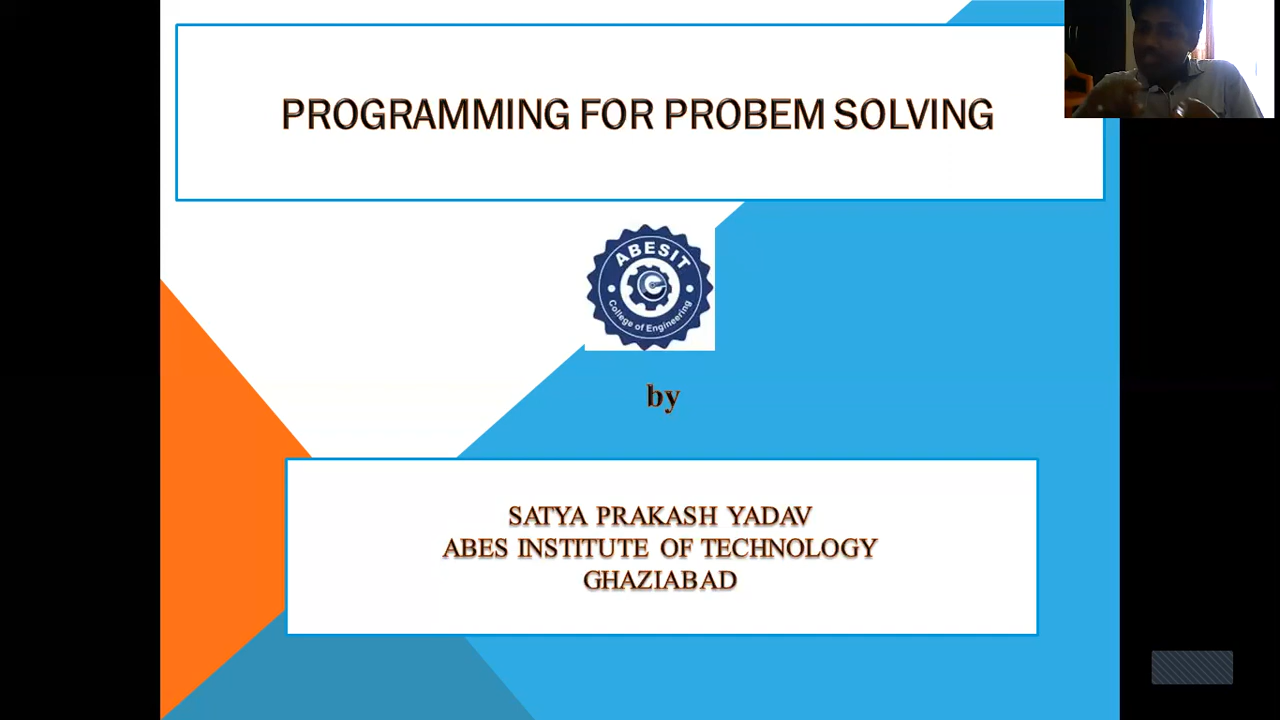 PROGRAMMING FOR PROBEM SOLVING
ABESIT
College of Engineering
by
SATYA PRAKASH YADAV
ABES INSTITUTE OF TECHNOLOGY
GHAZIABAD